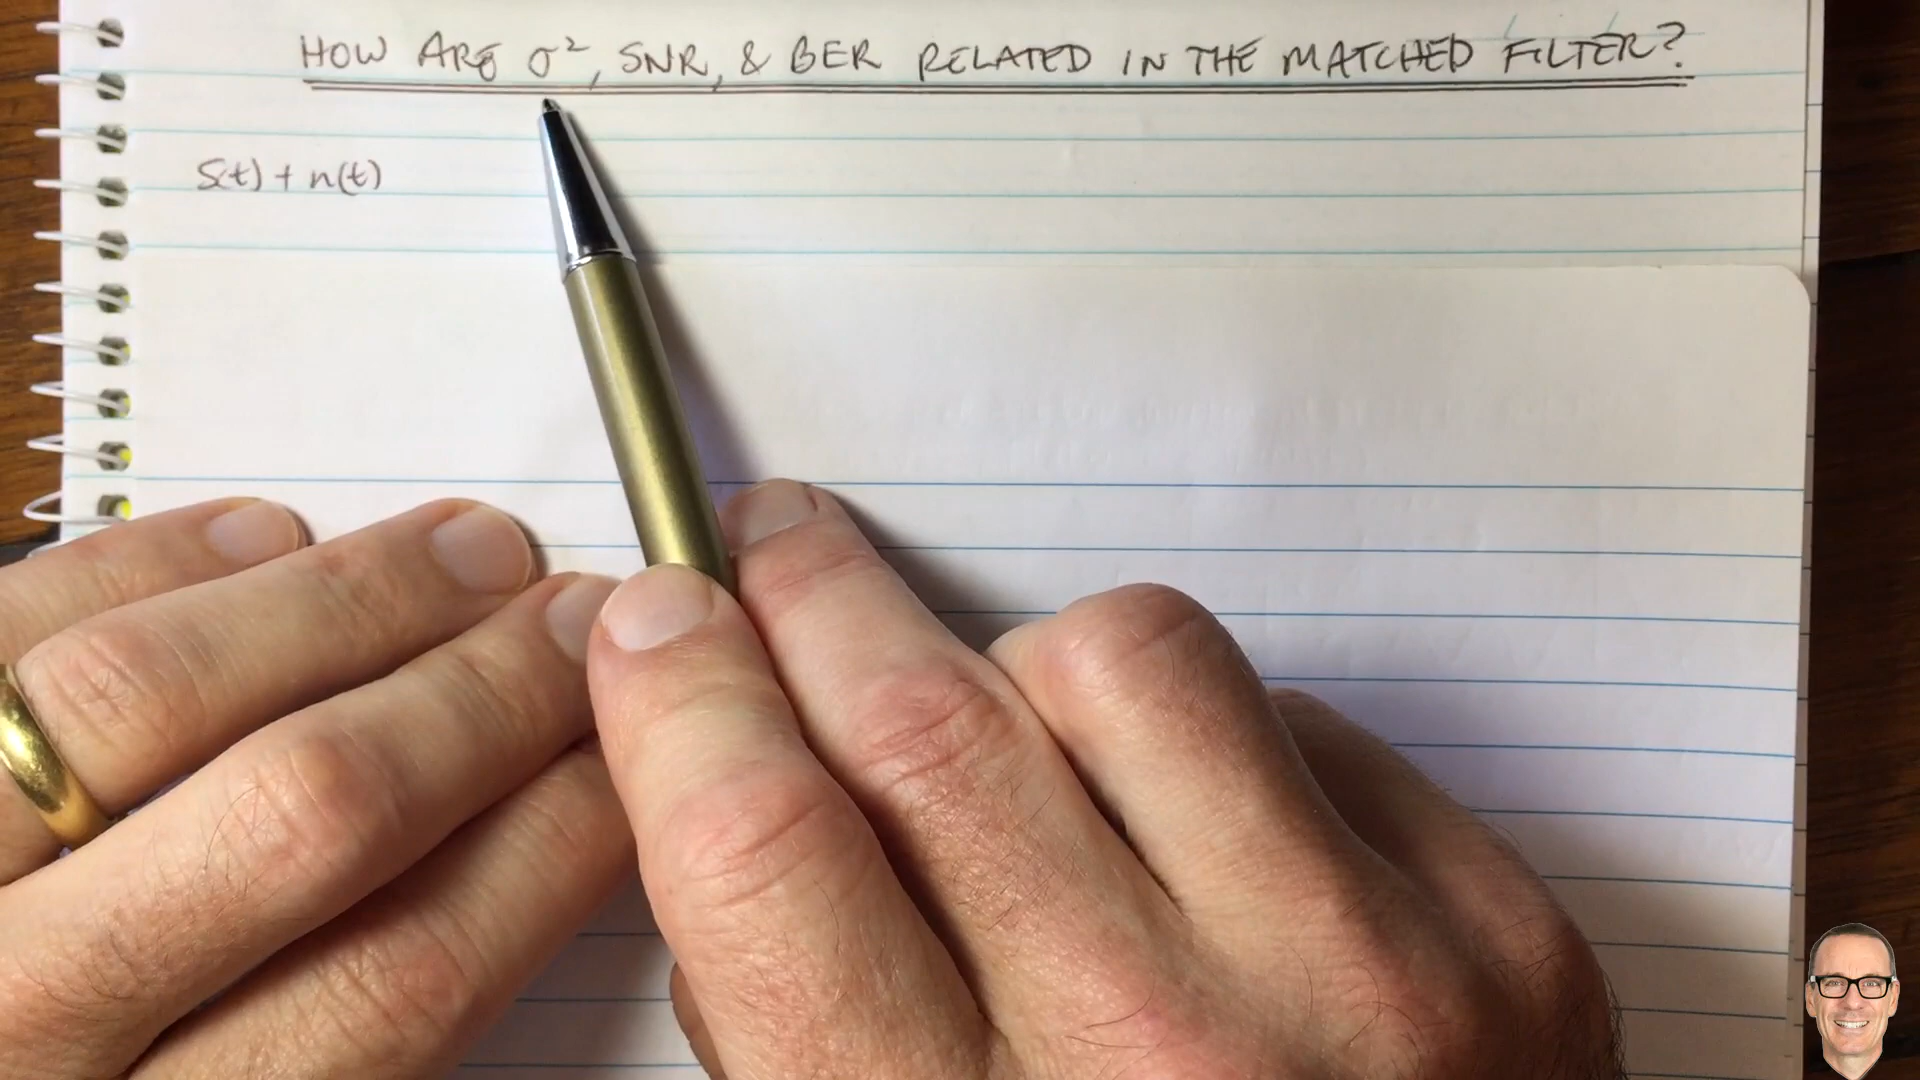 HOW ARE σ², SNR, & BER RELATED IN THE MATCHED FILTER?
S(t) + n(t)